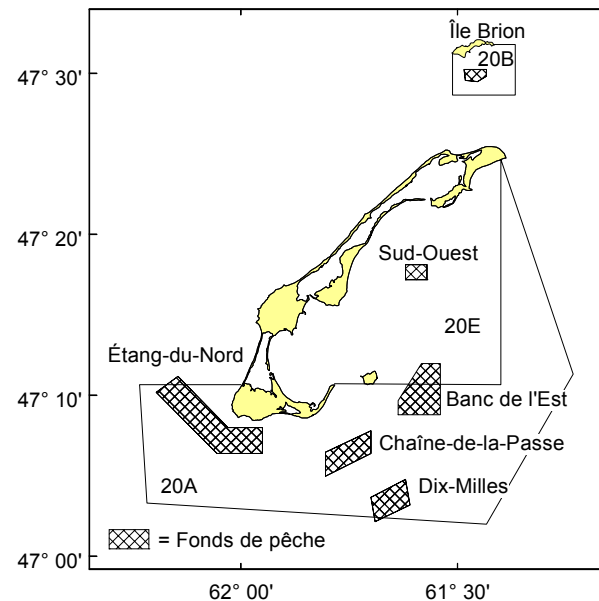 Île Brion
47° 30'
20B
47° 20'
Sud-Ouest
20E
Étang-du-Nord
47° 10'
Banc de l'Est
Chaîne-de-la-Passe
20A
Dix-Milles
= Fonds de pêche
47° 00'
62° 00'
61° 30'